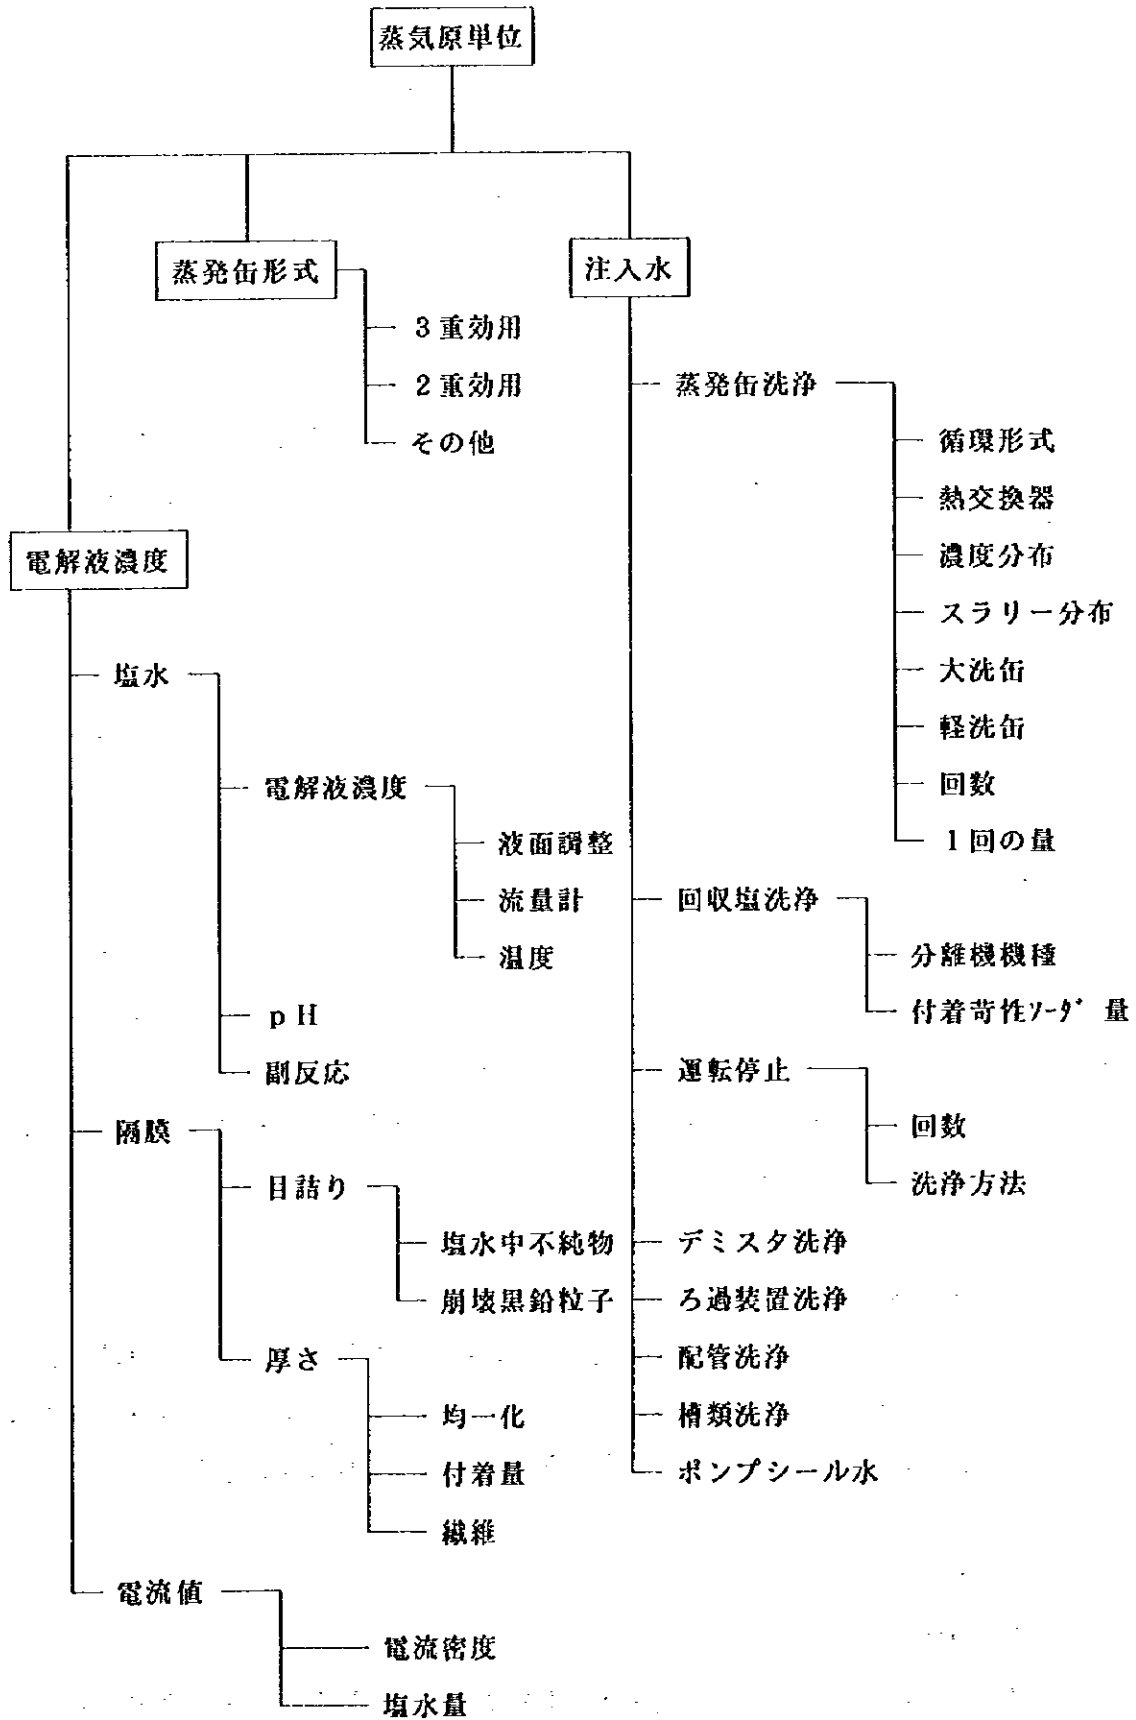 蒸気原単位
蒸発缶形式
3重効用
2重効用
その他
注入水
蒸発缶洗浄
循環形式
熱交換器
濃度分布
スラリー分布
大洗缶
軽洗缶
回数
1回の量
回収塩洗浄
分離機機種
付着苛性ソーダ量
運転停止
回数
洗浄方法
デミスタ洗浄
ろ過装置洗浄
配管洗浄
槽類洗浄
ポンプシール水
電解液濃度
塩水
電解液濃度
液面調整
流量計
温度
pH
副反応
隔膜
目詰り
塩水中不純物
崩壊黒鉛粒子
厚さ
均一化
付着量
繊維
電流値
電流密度
塩水量